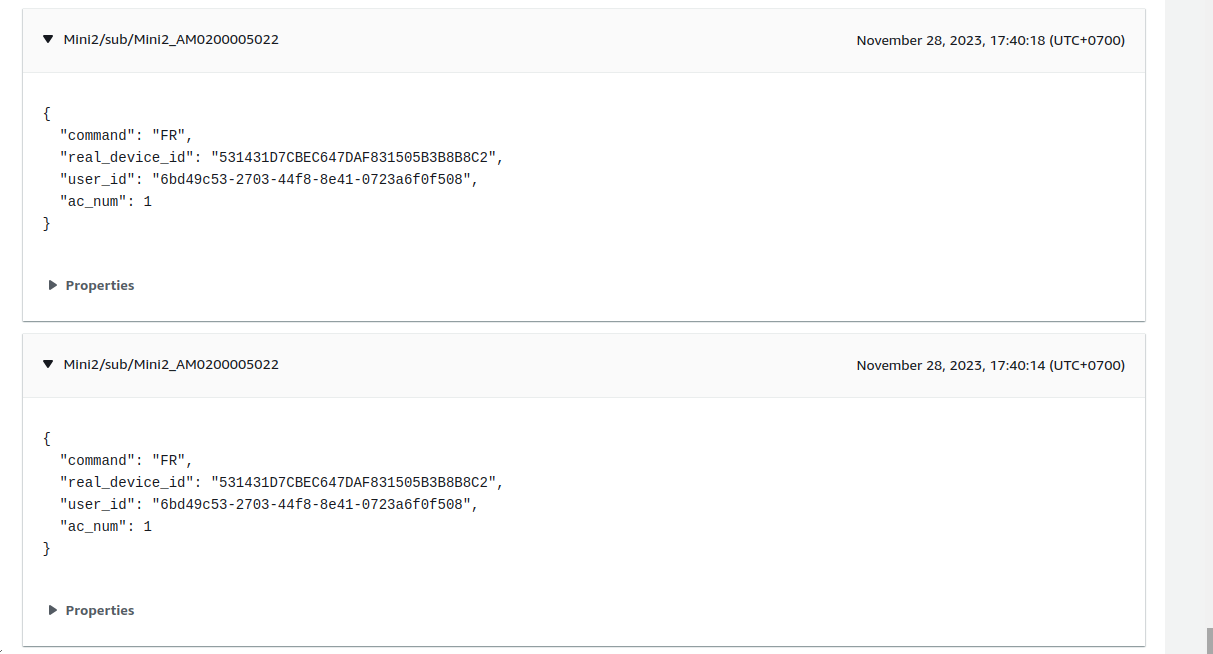 Mini2/sub/Mini2_AM0200005022
November 28, 2023, 17:40:18 (UTC+0700)
{
"command": "FR",
"real_device_id": "531431D7CBEC647DAF831505B3B8B8C2",
"user_id": "6bd49c53-2703-44f8-8e41-0723a6f0f508",
"ac_num": 1
}
Properties
Mini2/sub/Mini2_AM0200005022
November 28, 2023, 17:40:14 (UTC+0700)
{
"command": "FR",
"real_device_id": "531431D7CBEC647DAF831505B3B8B8C2",
"user_id": "6bd49c53-2703-44f8-8e41-0723a6f0f508",
"ac_num": 1
}
Properties